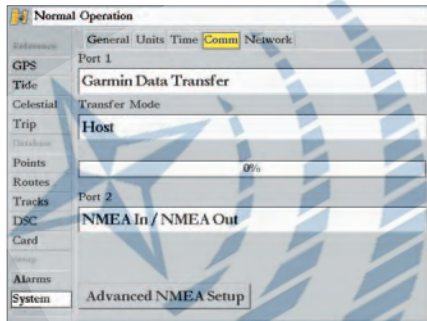 Normal Operation
Reference
General Units Time Comm Network
GPS
Tide
Celestial
Trip
Database
Points
Routes
Tracks
DSC
Card
Setup
Alarms
System
Port 1
Garmin Data Transfer
Transfer Mode
Host
0%
Port 2
NMEA In / NMEA Out
Advanced NMEA Setup